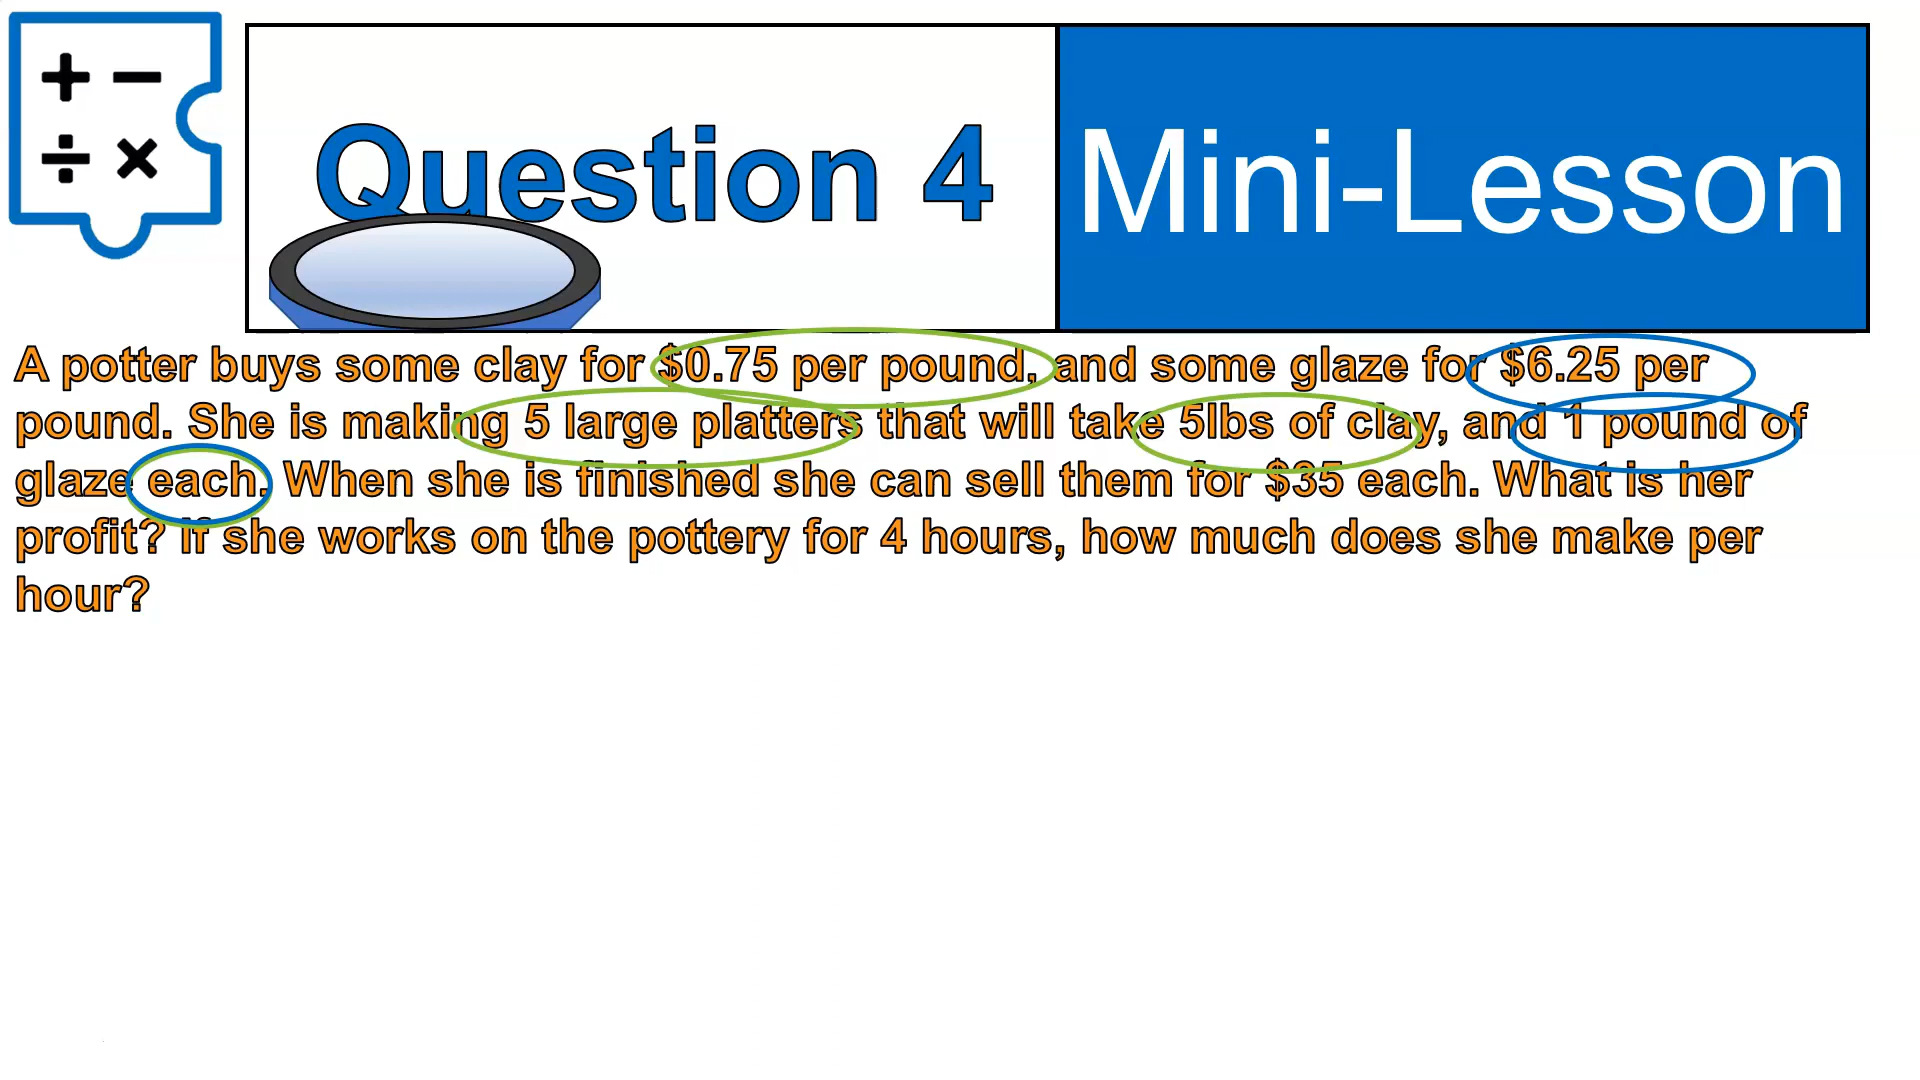 Question 4
Mini-Lesson
A potter buys some clay for $0.75 per pound, and some glaze for $6.25 per
pound. She is making 5 large platters that will take 5lbs of clay, and 1 pound of
glaze each. When she is finished she can sell them for $35 each. What is her
profit? If she works on the pottery for 4 hours, how much does she make per
hour?